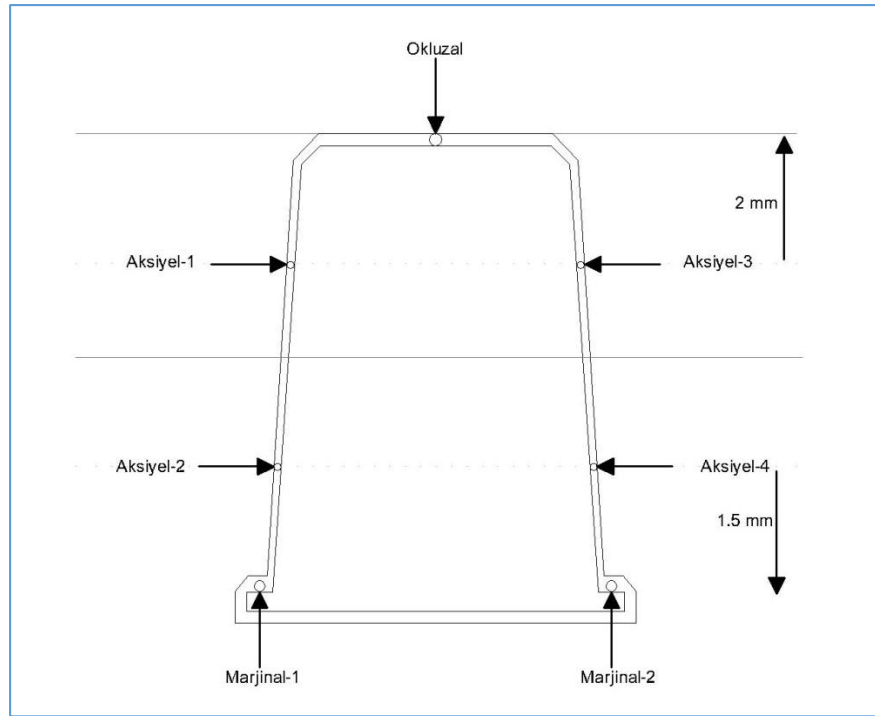 Okluzal
2 mm
Aksiyel-1
Aksiyel-3
Aksiyel-2
Aksiyel-4
1.5 mm
Marjinal-1
Marjinal-2